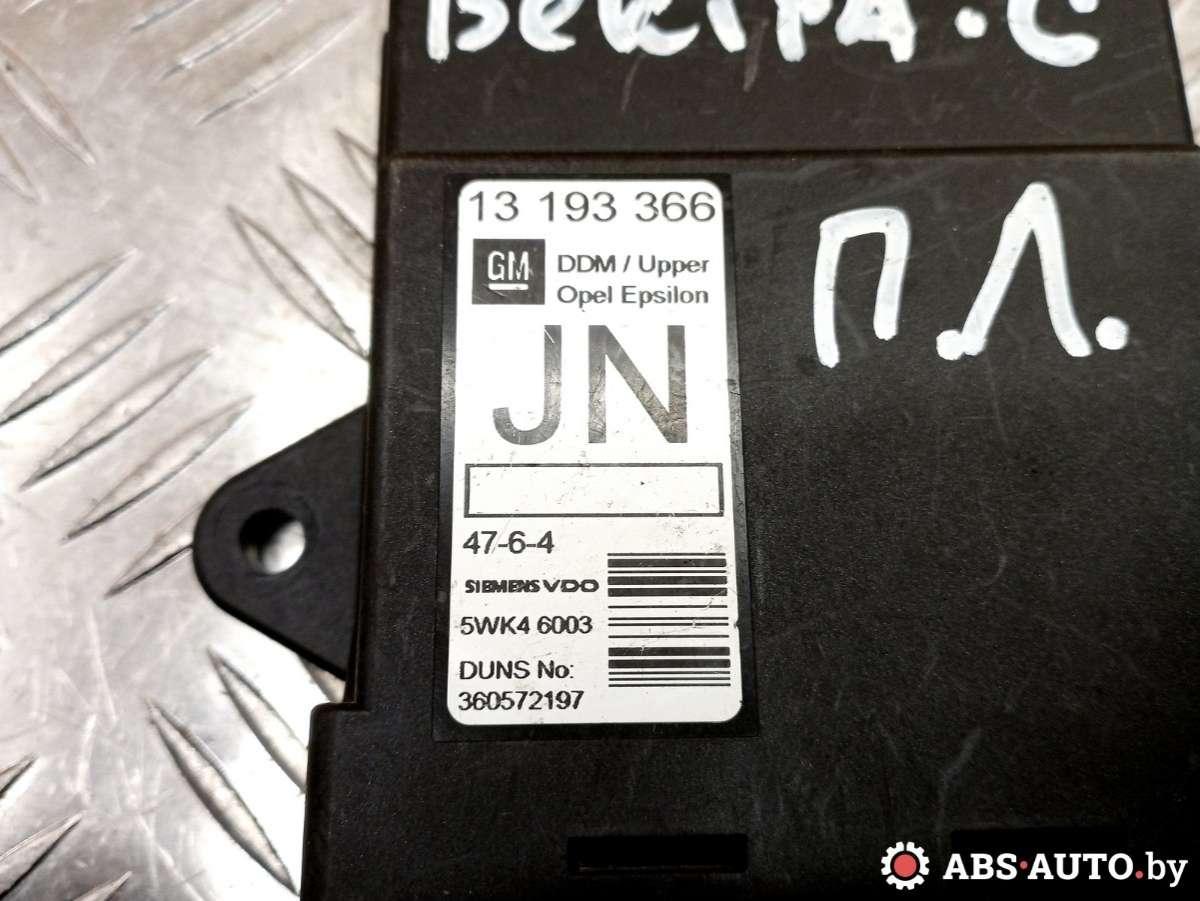 Вектра.С
П.Л.
13 193 366
GM
DDM / Upper
Opel Epsilon
JN
47-6-4
SIEMENS VDO
5WK4 6003
DUNS No:
360572197
ABS·AUTO.by